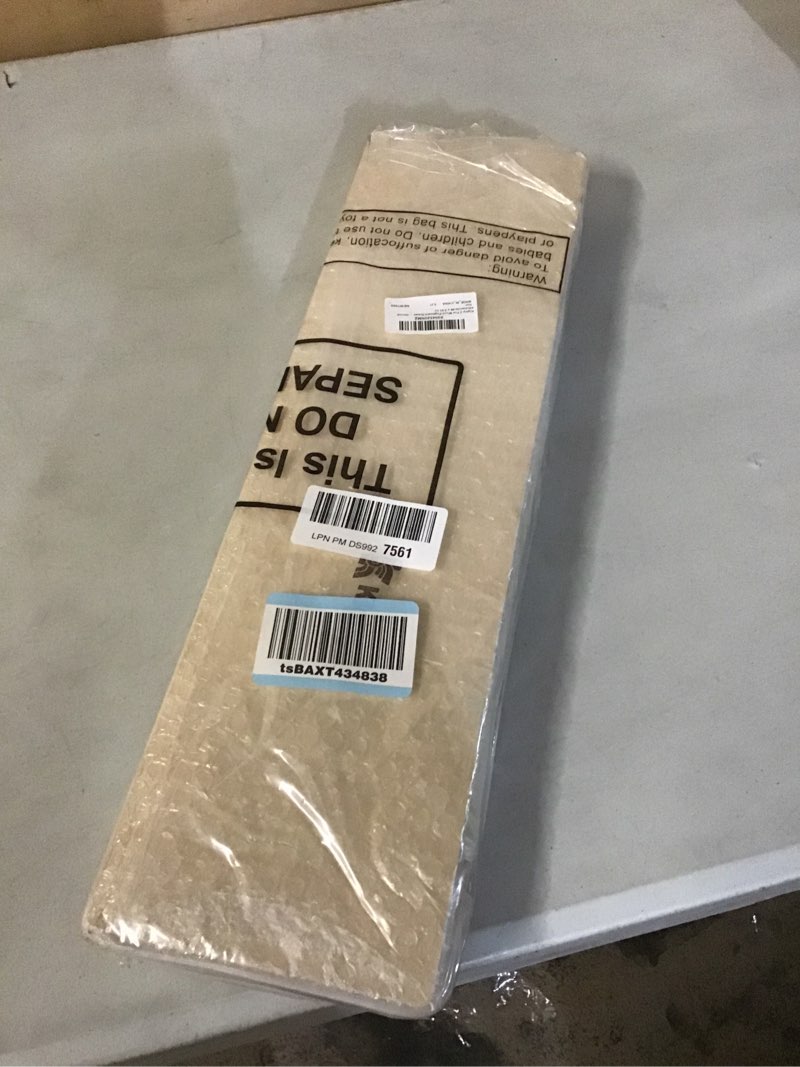 Warning:
To avoid danger of suffocation,
babies and children. Do not use
or playpens. This bag is not a toy
This Is
DO N
SEPA
LPN PM DS992 7561
K
tsBAXT434838